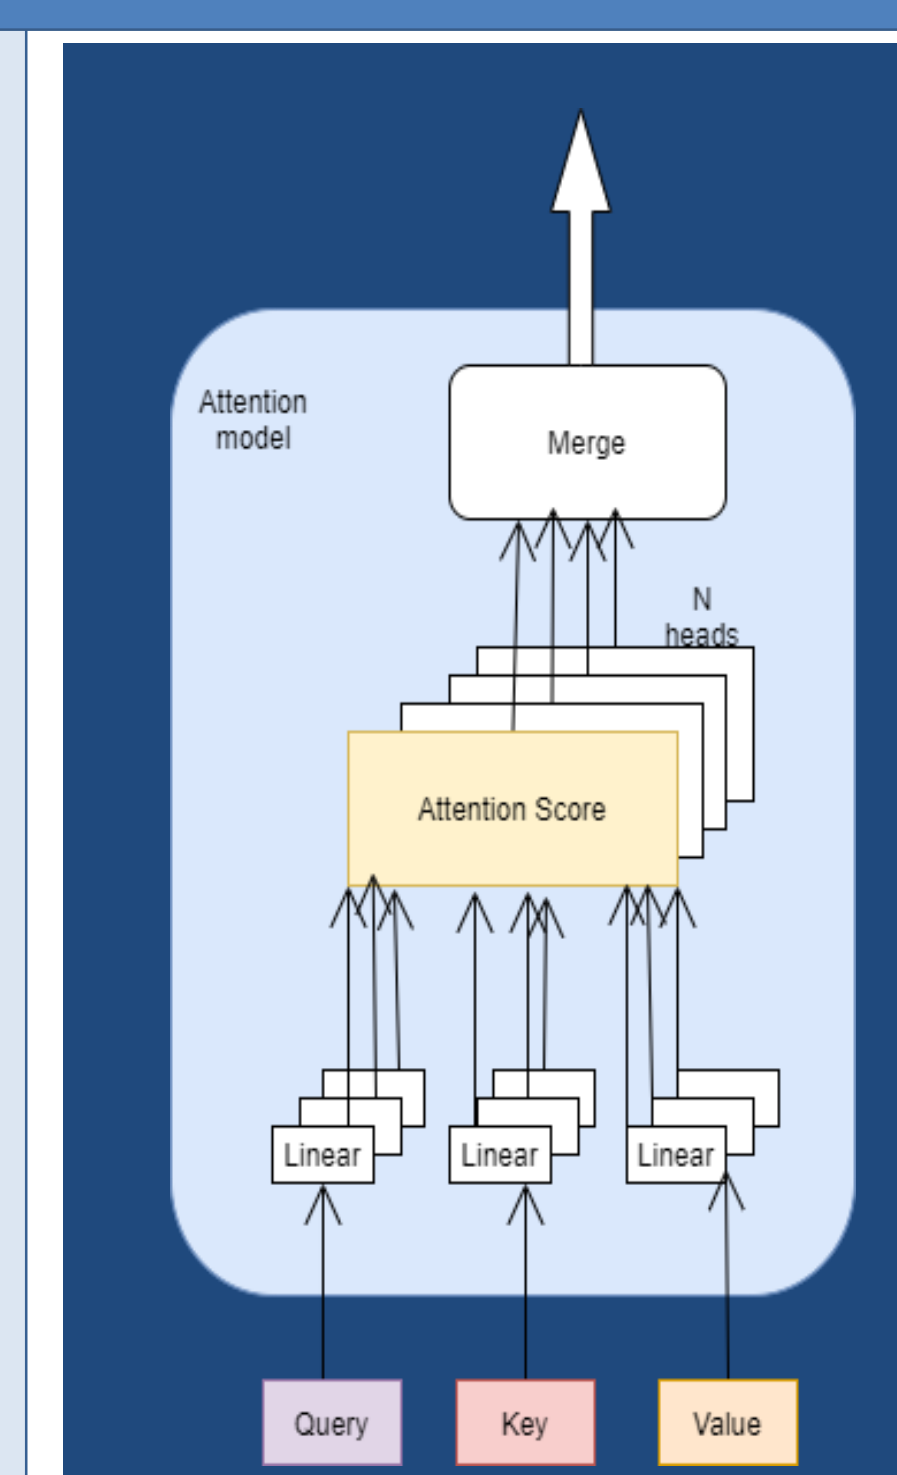 Attention
model
Merge
N
heads
Attention Score
Linear
Linear
Linear
Query
Key
Value